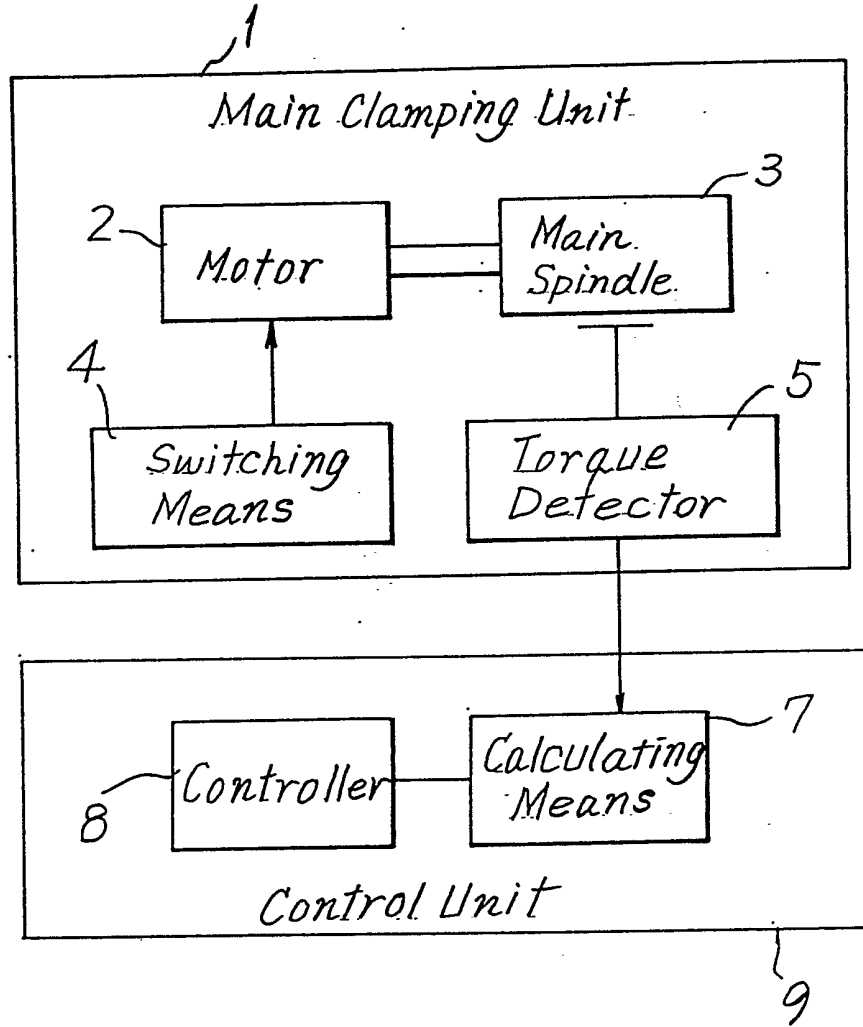 1
Main Clamping Unit
2
Motor
3
Main
Spindle
4
Switching
Means
5
Torque
Detector
7
Calculating
Means
8
Controller
Control Unit
9